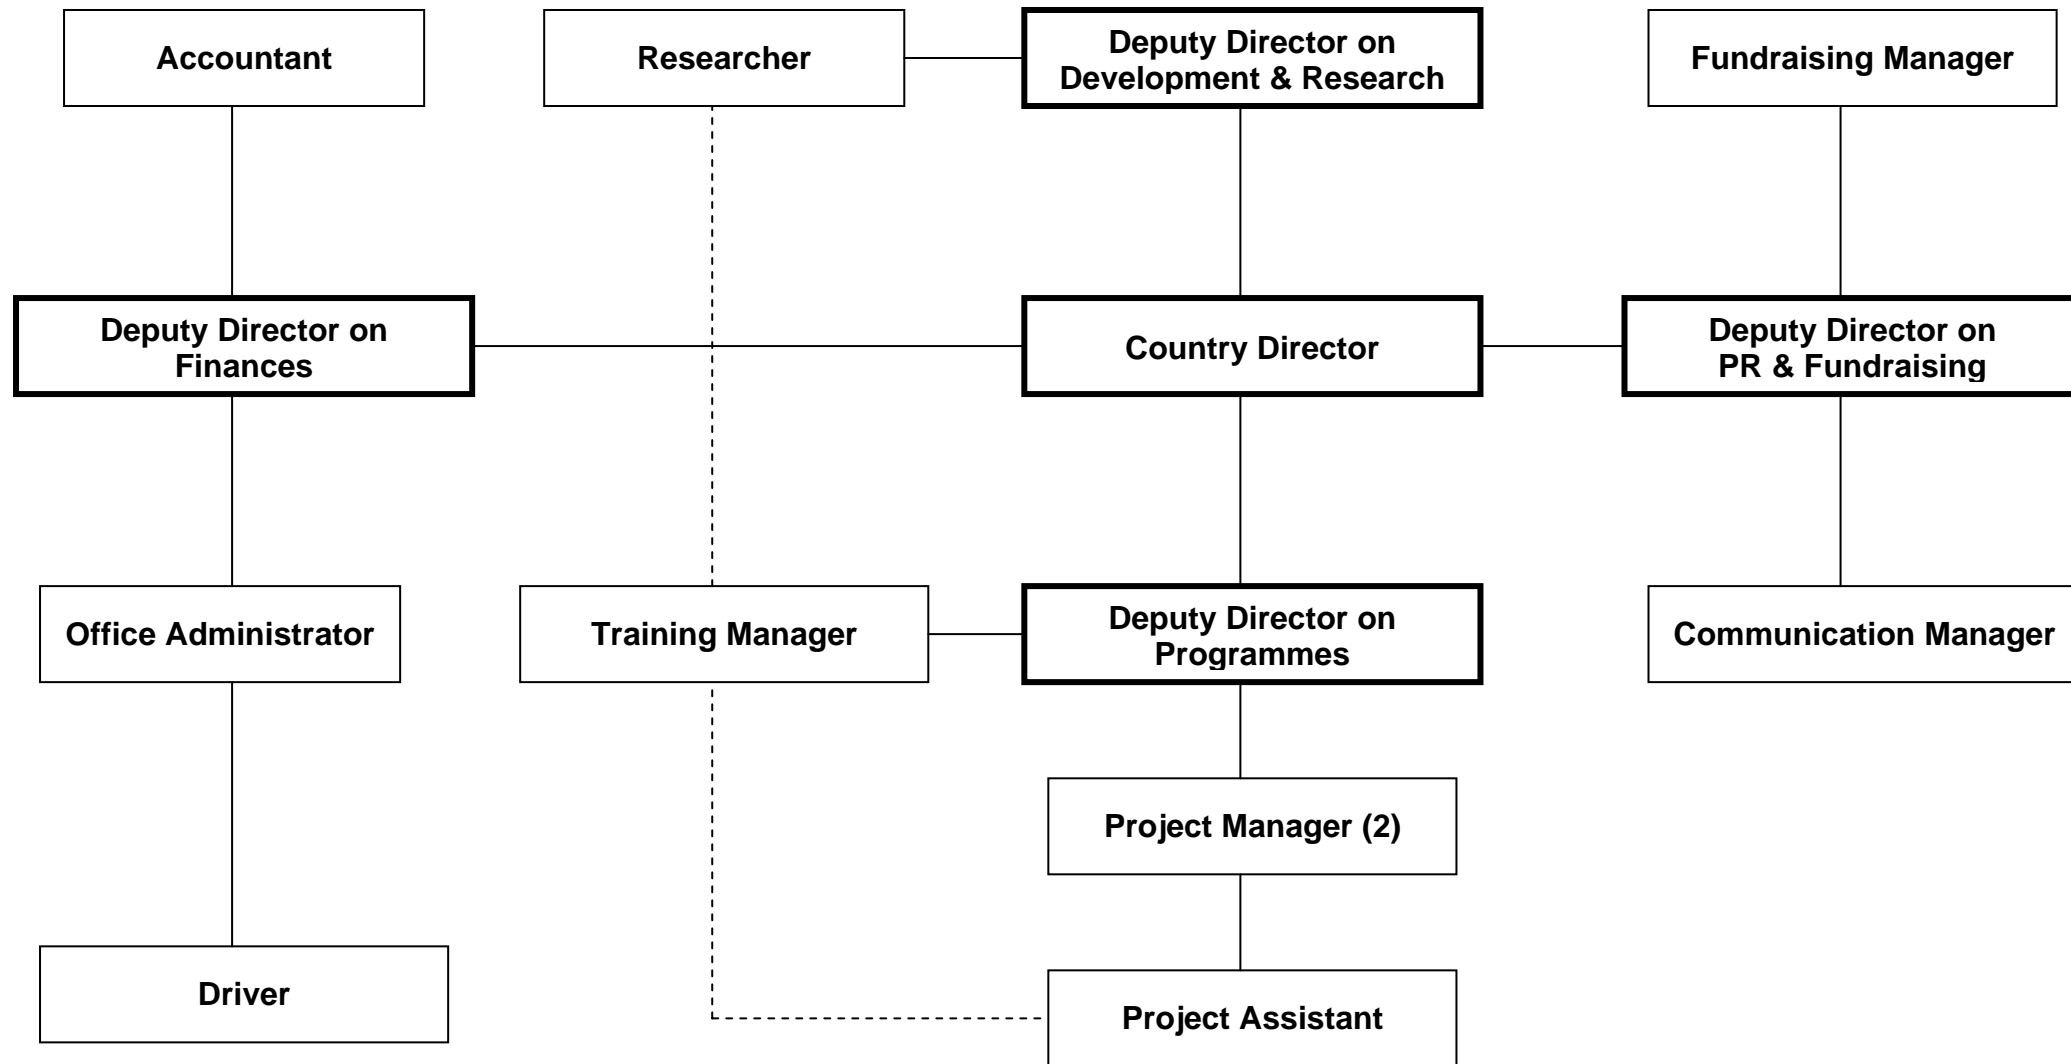 Accountant
Researcher
Deputy Director on
Development & Research
Fundraising Manager
Deputy Director on
Finances
Country Director
Deputy Director on
PR & Fundraising
Office Administrator
Training Manager
Deputy Director on
Programmes
Communication Manager
Project Manager (2)
Driver
Project Assistant